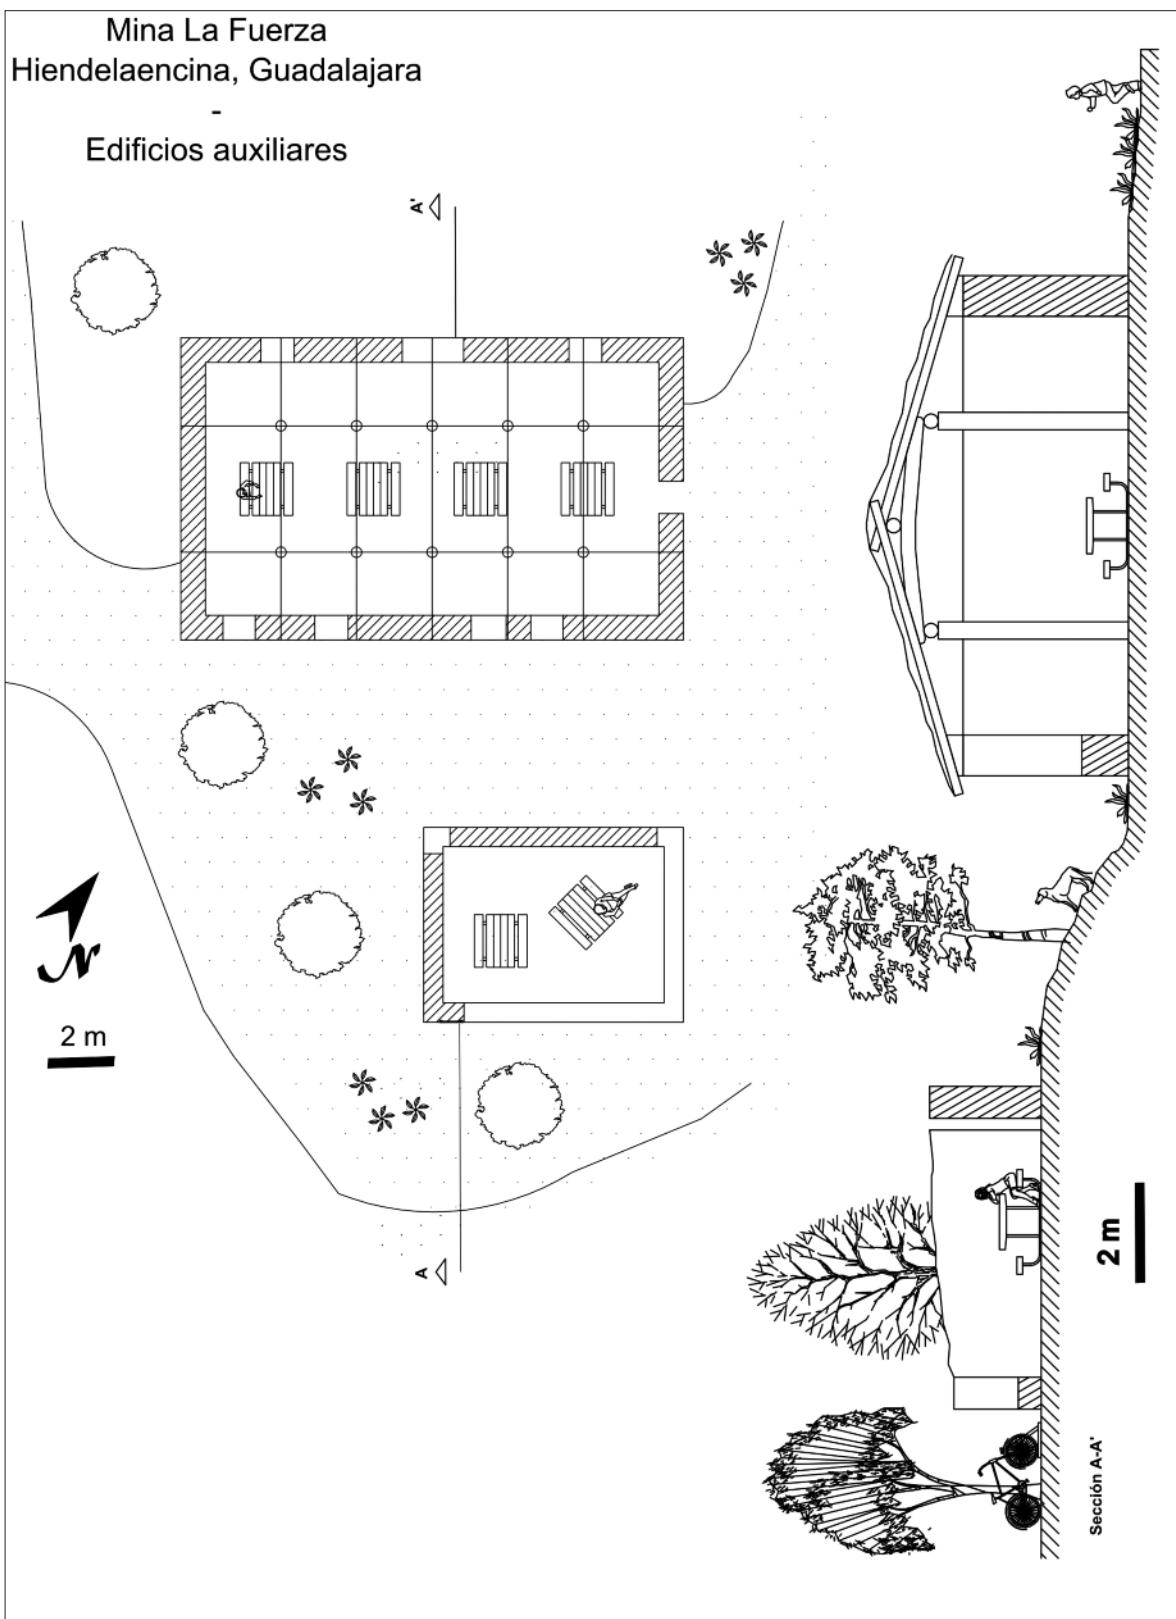 Mina La Fuerza
Hiendelaencina, Guadalajara
-
Edificios auxiliares
A'
N
2 m
A
2 m
Sección A-A'